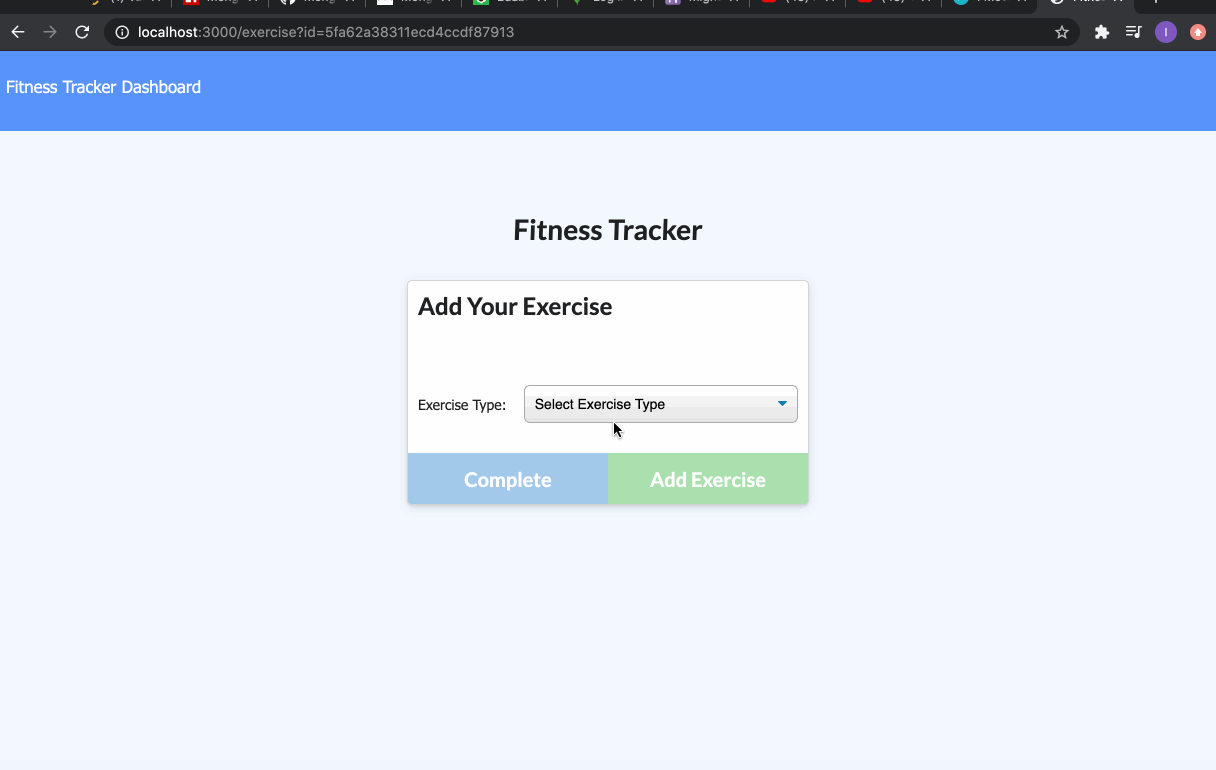 localhost:3000/exercise?id=5fa62a38311ecd4ccdf87913
I
Fitness Tracker Dashboard
Fitness Tracker
Add Your Exercise
Exercise Type: Select Exercise Type
Complete Add Exercise